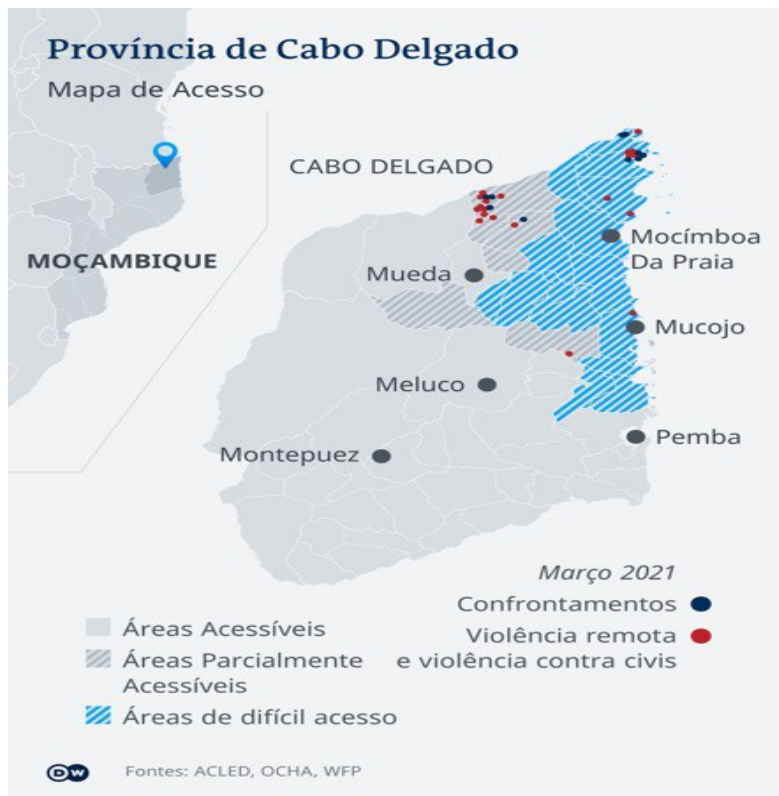 Província de Cabo Delgado
Mapa de Acesso
CABO DELGADO
MOÇAMBIQUE
Mocímboa
Da Praia
Mueda
Mucojo
Meluco
Pemba
Montepuez
Março 2021
Confrontamentos
Violência remota
e violência contra civis
Áreas Acessíveis
Áreas Parcialmente
Acessíveis
Áreas de difícil acesso
DW
Fontes: ACLED, OCHA, WFP